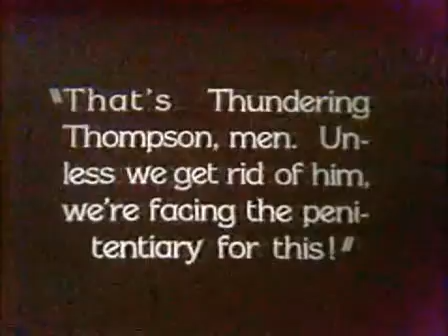 "That's Thundering
Thompson, men. Un-
less we get rid of him,
we're facing the peni-
tentiary for this!"